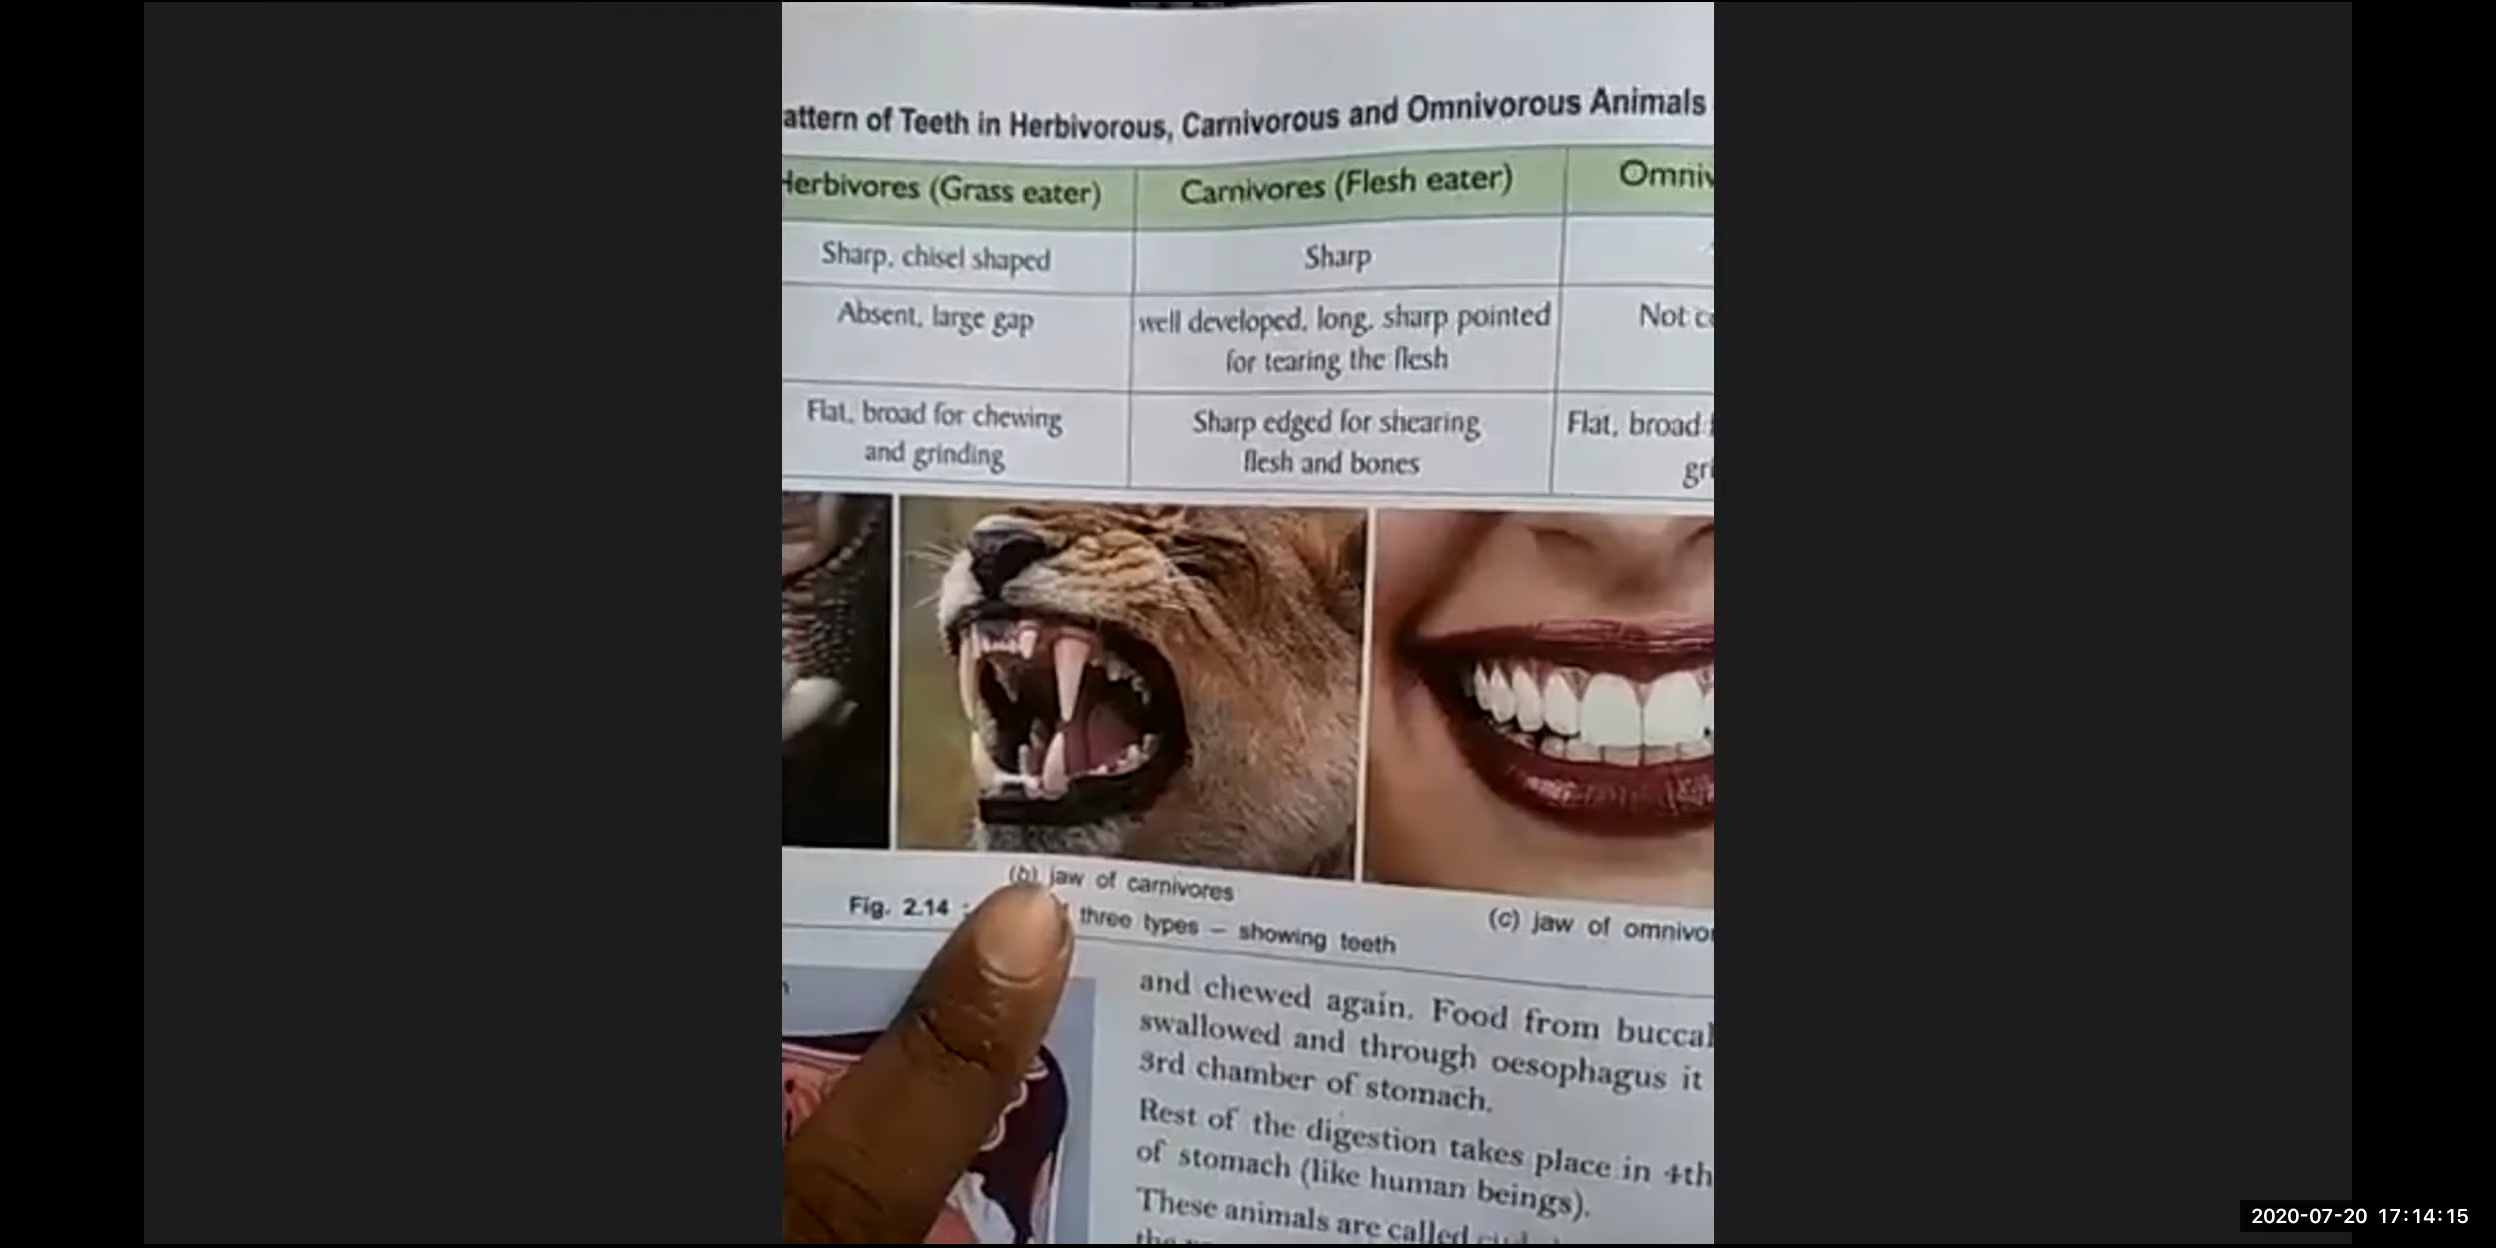 attern of Teeth in Herbivorous, Carnivorous and Omnivorous Animals
Herbivores (Grass eater) Carnivores (Flesh eater) Omniv
Sharp, chisel shaped Sharp
Absent, large gap well developed, long, sharp pointed for tearing the flesh Not
Flat, broad for chewing and grinding Sharp edged for shearing flesh and bones Flat, broad
(b) jaw of carnivores
(c) jaw of omnivo
Fig. 2.14 : three types – showing teeth
and chewed again. Food from buccal
swallowed and through oesophagus it
3rd chamber of stomach.
Rest of the digestion takes place in 4th
of stomach (like human beings).
These animals are called
2020-07-20 17:14:15